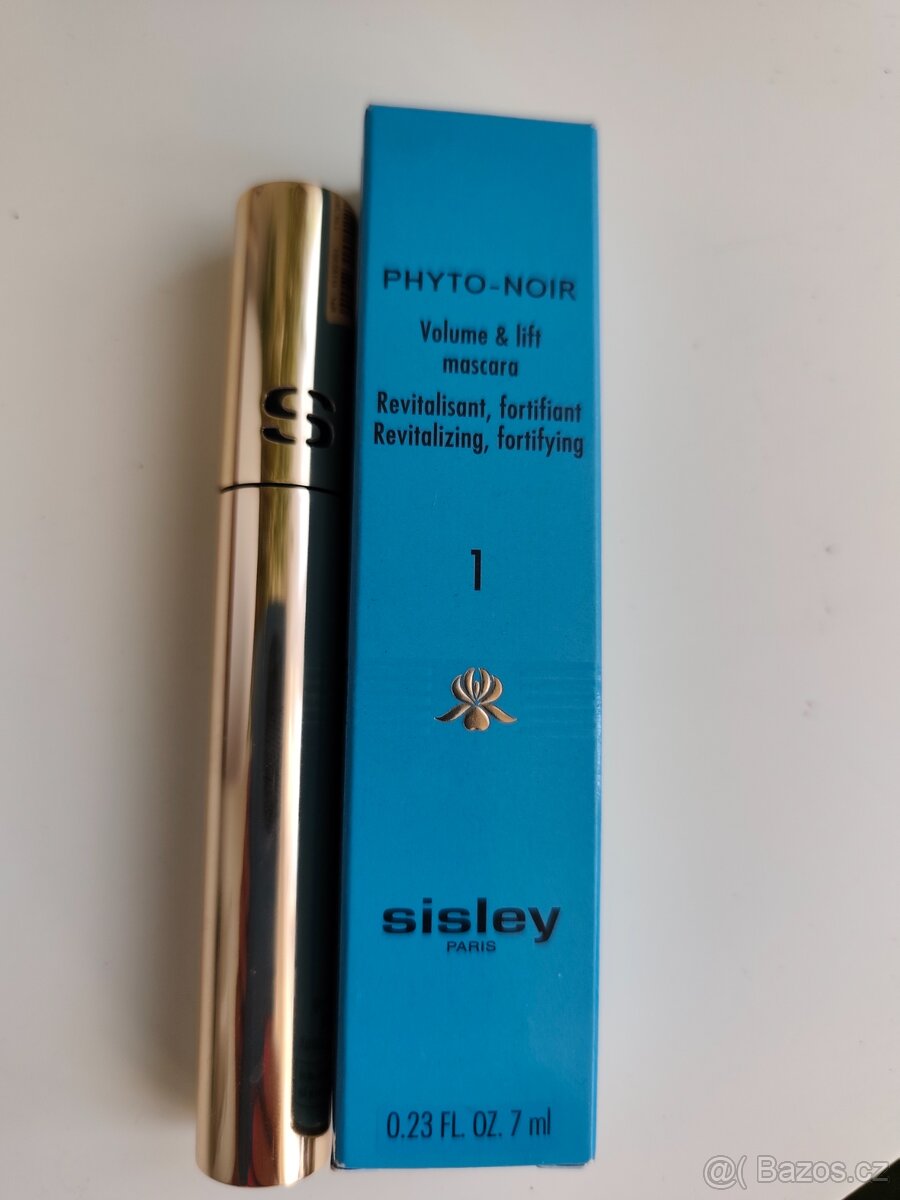 PHYTO-NOIR
Volume & lift
mascara
Revitalisant, fortifiant
Revitalizing, fortifying
1
S
sisley
PARIS
0.23 FL. OZ. 7 ml
@( Bazos.cz